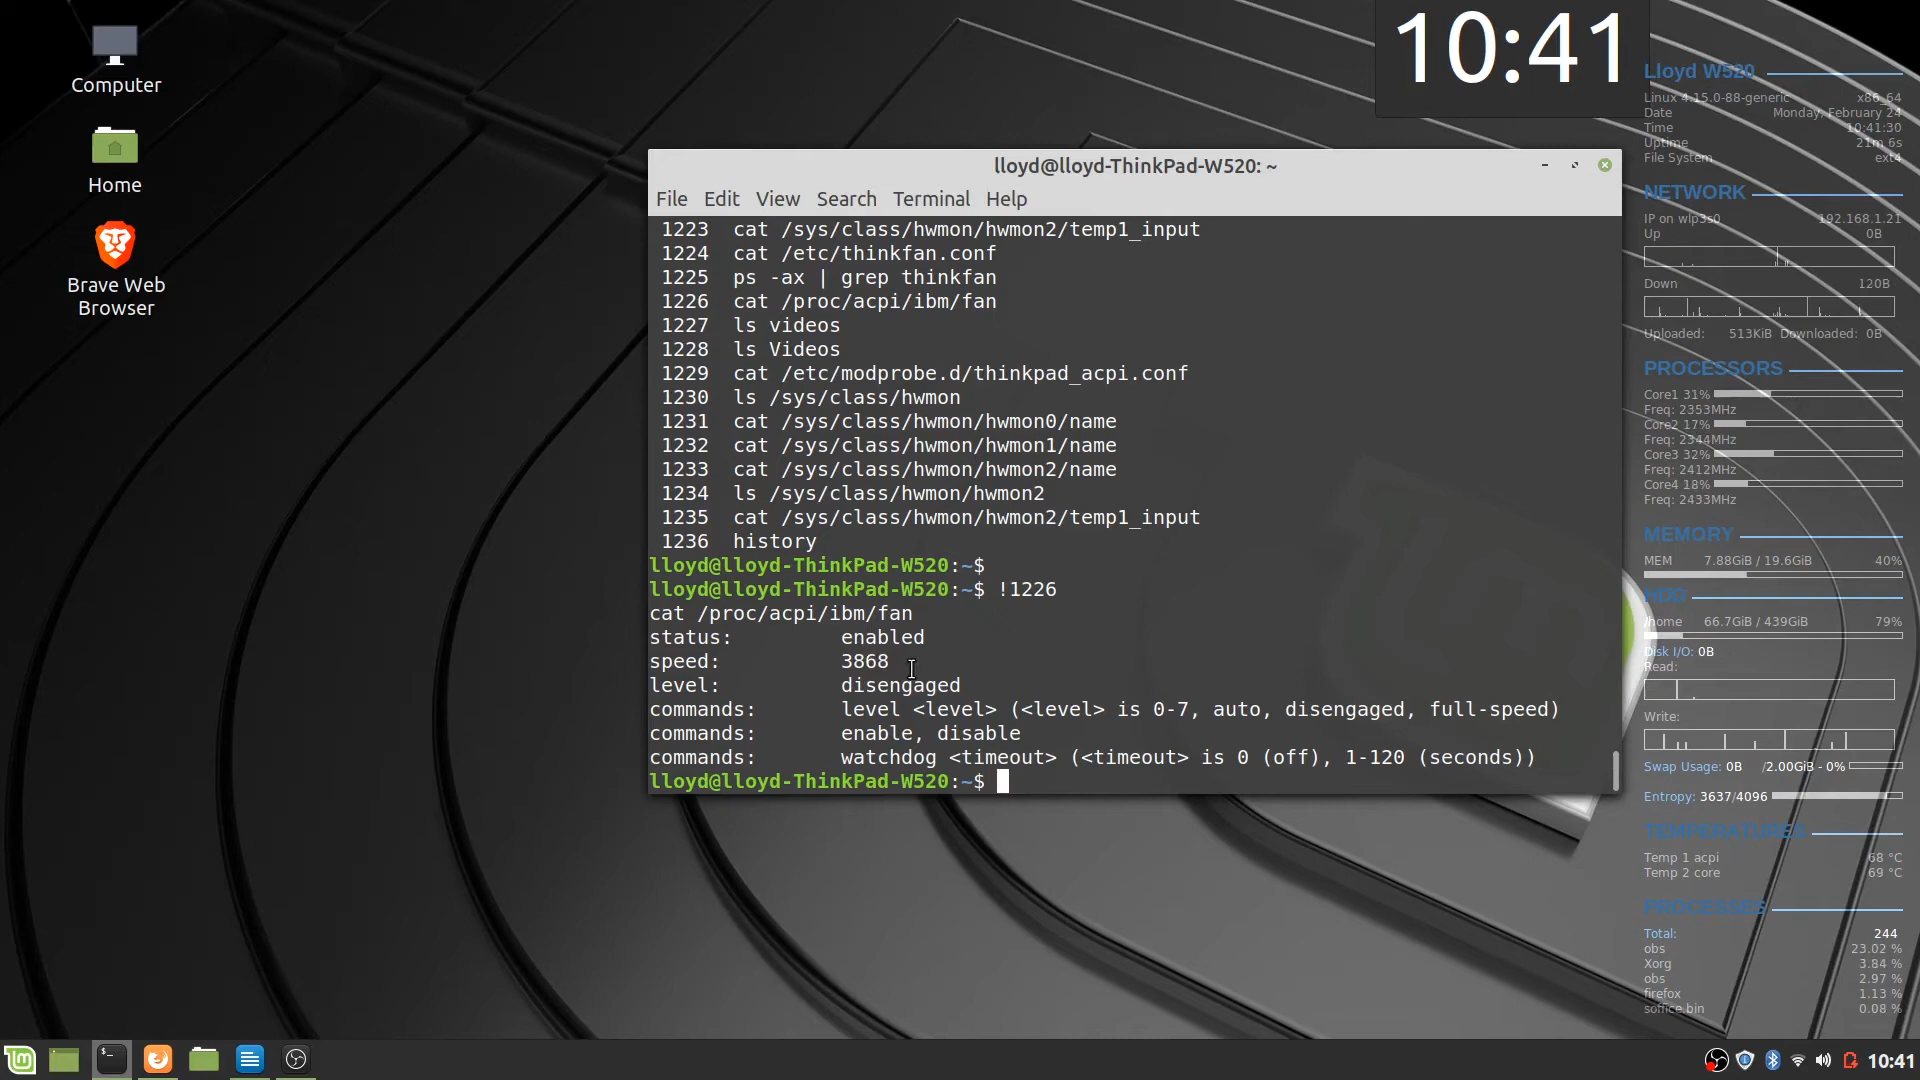 Computer
Home
Brave Web
Browser
10:41
lloyd@lloyd-ThinkPad-W520: ~
File Edit View Search Terminal Help
1223 cat /sys/class/hwmon/hwmon2/temp1_input
1224 cat /etc/thinkfan.conf
1225 ps -ax | grep thinkfan
1226 cat /proc/acpi/ibm/fan
1227 ls videos
1228 ls Videos
1229 cat /etc/modprobe.d/thinkpad_acpi.conf
1230 ls /sys/class/hwmon
1231 cat /sys/class/hwmon/hwmon0/name
1232 cat /sys/class/hwmon/hwmon1/name
1233 cat /sys/class/hwmon/hwmon2/name
1234 ls /sys/class/hwmon/hwmon2
1235 cat /sys/class/hwmon/hwmon2/temp1_input
1236 history
lloyd@lloyd-ThinkPad-W520:~$
lloyd@lloyd-ThinkPad-W520:~$ !1226
cat /proc/acpi/ibm/fan
status: enabled
speed: 3868
level: disengaged
commands: level <level> (<level> is 0-7, auto, disengaged, full-speed)
commands: enable, disable
commands: watchdog <timeout> (<timeout> is 0 (off), 1-120 (seconds))
lloyd@lloyd-ThinkPad-W520:~$
Lloyd W520
Linux 4.15.0-88-generic x86_64
Date Monday, February 24
Time 10:41:30
Uptime 21m 6s
File System ext4
NETWORK
IP on wlp3s0 192.168.1.21
Up 0B
Down 120B
Uploaded: 513KiB Downloaded: 0B
PROCESSORS
Core1 31%
Freq: 2353MHz
Core2 17%
Freq: 2344MHz
Core3 32%
Freq: 2412MHz
Core4 18%
Freq: 2433MHz
MEMORY
MEM 7.88GiB / 19.6GiB 40%
HDD
/home 66.7GiB / 439GiB 79%
Disk I/O: 0B
Read:
Write:
Swap Usage: 0B /2.00GiB - 0%
Entropy: 3637/4096
TEMPERATURES
Temp 1 acpi 68 °C
Temp 2 core 69 °C
PROCESSES
Total: 244
obs 23.02 %
Xorg 3.84 %
obs 2.97 %
firefox 1.13 %
soffice.bin 0.08 %
10:41